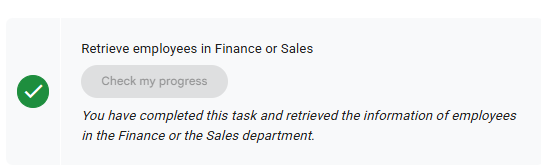 Retrieve employees in Finance or Sales
Check my progress
You have completed this task and retrieved the information of employees
in the Finance or the Sales department.